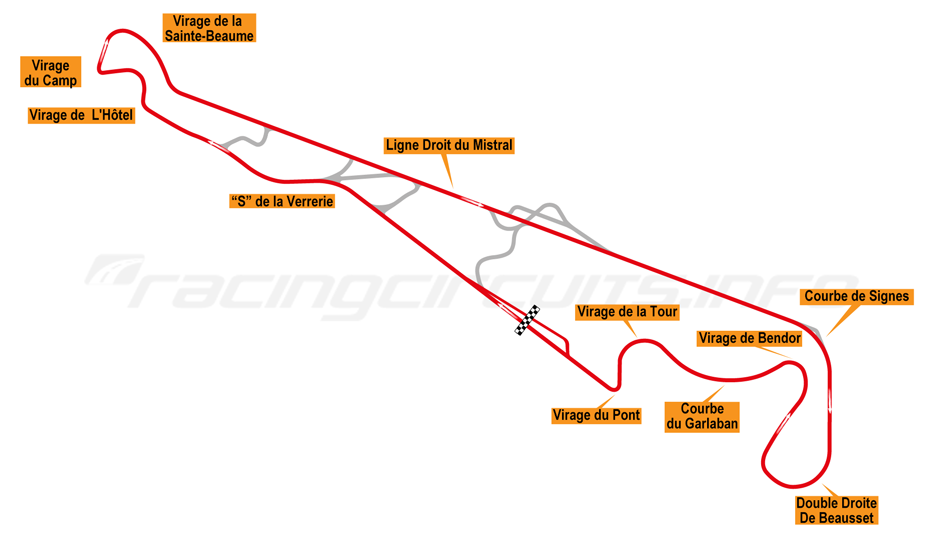 Virage de la
Sainte-Beaume
Virage
du Camp
Virage de L'Hôtel
Ligne Droit du Mistral
“S” de la Verrerie
racingcircuits.info
Courbe de Signes
Virage de la Tour
Virage de Bendor
Virage du Pont
Courbe
du Garlaban
Double Droite
De Beausset